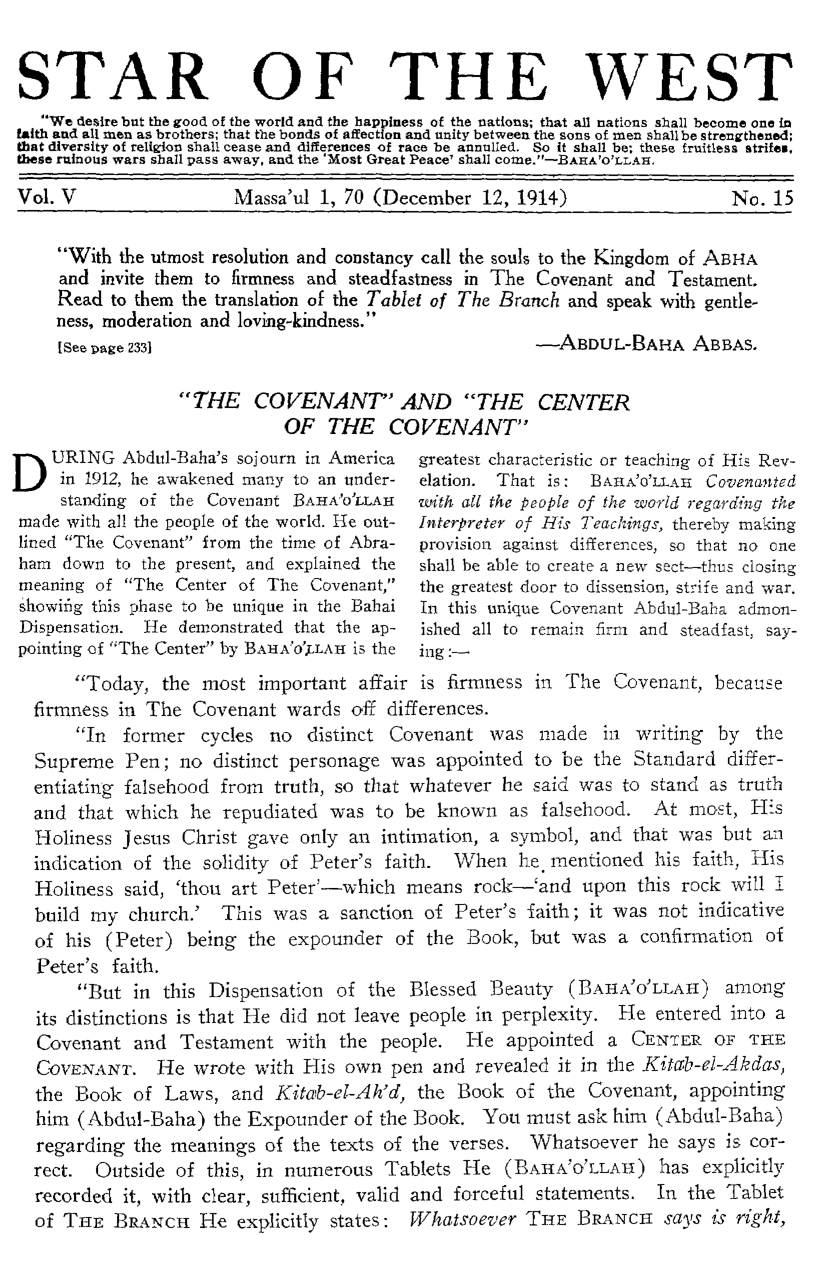 STAR OF THE WEST
"We desire but the good of the world and the happiness of the nations; that all nations shall become one in
faith and all men as brothers; that the bonds of affection and unity between the sons of men shall be strengthened;
that diversity of religion shall cease and differences of race be annulled. So it shall be; these fruitless strifes,
these ruinous wars shall pass away, and the 'Most Great Peace' shall come."—BAHA'O'LLAH.
Vol. V Massa'ul 1, 70 (December 12, 1914) No. 15
"With the utmost resolution and constancy call the souls to the Kingdom of ABHA
and invite them to firmness and steadfastness in The Covenant and Testament.
Read to them the translation of the Tablet of The Branch and speak with gentle-
ness, moderation and loving-kindness."
[See page 233] —ABDUL-BAHA ABBAS.
"THE COVENANT" AND "THE CENTER
OF THE COVENANT"
DURING Abdul-Baha's sojourn in America
in 1912, he awakened many to an under-
standing of the Covenant BAHA'O'LLAH
made with all the people of the world. He out-
lined "The Covenant" from the time of Abra-
ham down to the present, and explained the
meaning of "The Center of The Covenant,"
showing this phase to be unique in the Bahai
Dispensation. He demonstrated that the ap-
pointing of "The Center" by BAHA'O'LLAH is the
greatest characteristic or teaching of His Rev-
elation. That is: BAHA'O'LLAH Covenanted
with all the people of the world regarding the
Interpreter of His Teachings, thereby making
provision against differences, so that no one
shall be able to create a new sect—thus closing
the greatest door to dissension, strife and war.
In this unique Covenant Abdul-Baha admon-
ished all to remain firm and steadfast, say-
ing:—
"Today, the most important affair is firmness in The Covenant, because
firmness in The Covenant wards off differences.
"In former cycles no distinct Covenant was made in writing by the
Supreme Pen; no distinct personage was appointed to be the Standard differ-
entiating falsehood from truth, so that whatever he said was to stand as truth
and that which he repudiated was to be known as falsehood. At most, His
Holiness Jesus Christ gave only an intimation, a symbol, and that was but an
indication of the solidity of Peter's faith. When he mentioned his faith, His
Holiness said, 'thou art Peter'—which means rock—'and upon this rock will I
build my church.' This was a sanction of Peter's faith; it was not indicative
of his (Peter) being the expounder of the Book, but was a confirmation of
Peter's faith.
"But in this Dispensation of the Blessed Beauty (BAHA'O'LLAH) among
its distinctions is that He did not leave people in perplexity. He entered into a
Covenant and Testament with the people. He appointed a CENTER OF THE
COVENANT. He wrote with His own pen and revealed it in the Kitab-el-Akdas,
the Book of Laws, and Kitab-el-Ah'd, the Book of the Covenant, appointing
him (Abdul-Baha) the Expounder of the Book. You must ask him (Abdul-Baha)
regarding the meanings of the texts of the verses. Whatsoever he says is cor-
rect. Outside of this, in numerous Tablets He (BAHA'O'LLAH) has explicitly
recorded it, with clear, sufficient, valid and forceful statements. In the Tablet
of THE BRANCH He explicitly states: Whatsoever THE BRANCH says is right,